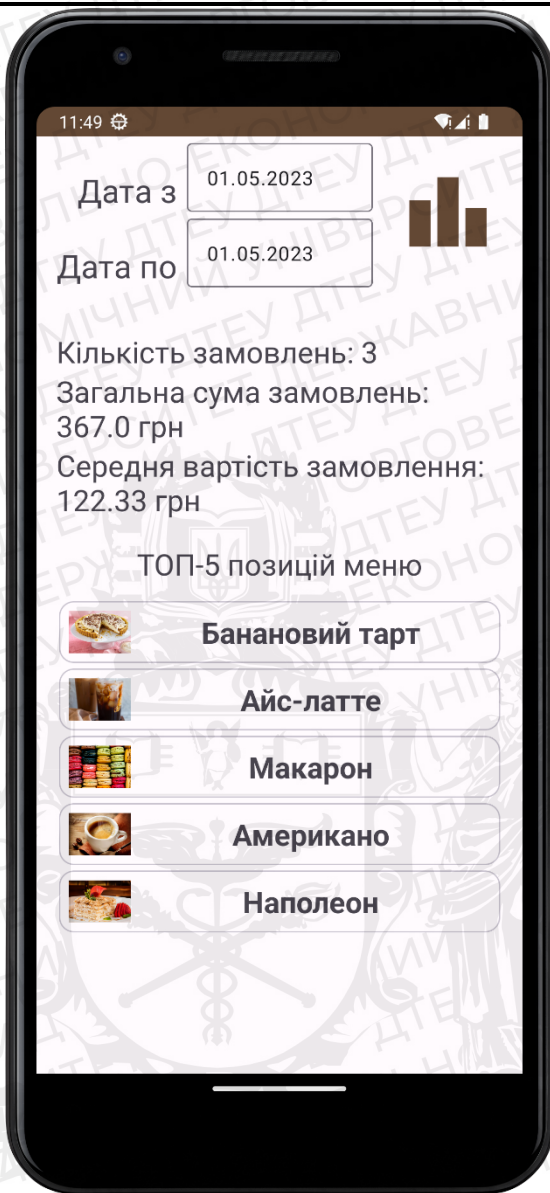 11:49
Дата з
01.05.2023
Дата по
01.05.2023
Кількість замовлень: 3
Загальна сума замовлень:
367.0 грн
Середня вартість замовлення:
122.33 грн
ТОП-5 позицій меню
Банановий тарт
Айс-латте
Макарон
Американо
Наполеон